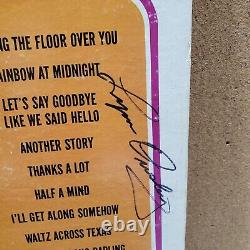 NG THE FLOOR OVER YOU
AINBOW AT MIDNIGHT
LET'S SAY GOODBYE
LIKE WE SAID HELLO
ANOTHER STORY
THANKS A LOT
HALF A MIND
I'LL GET ALONG SOMEHOW
WALTZ ACROSS TEXAS
DARLING